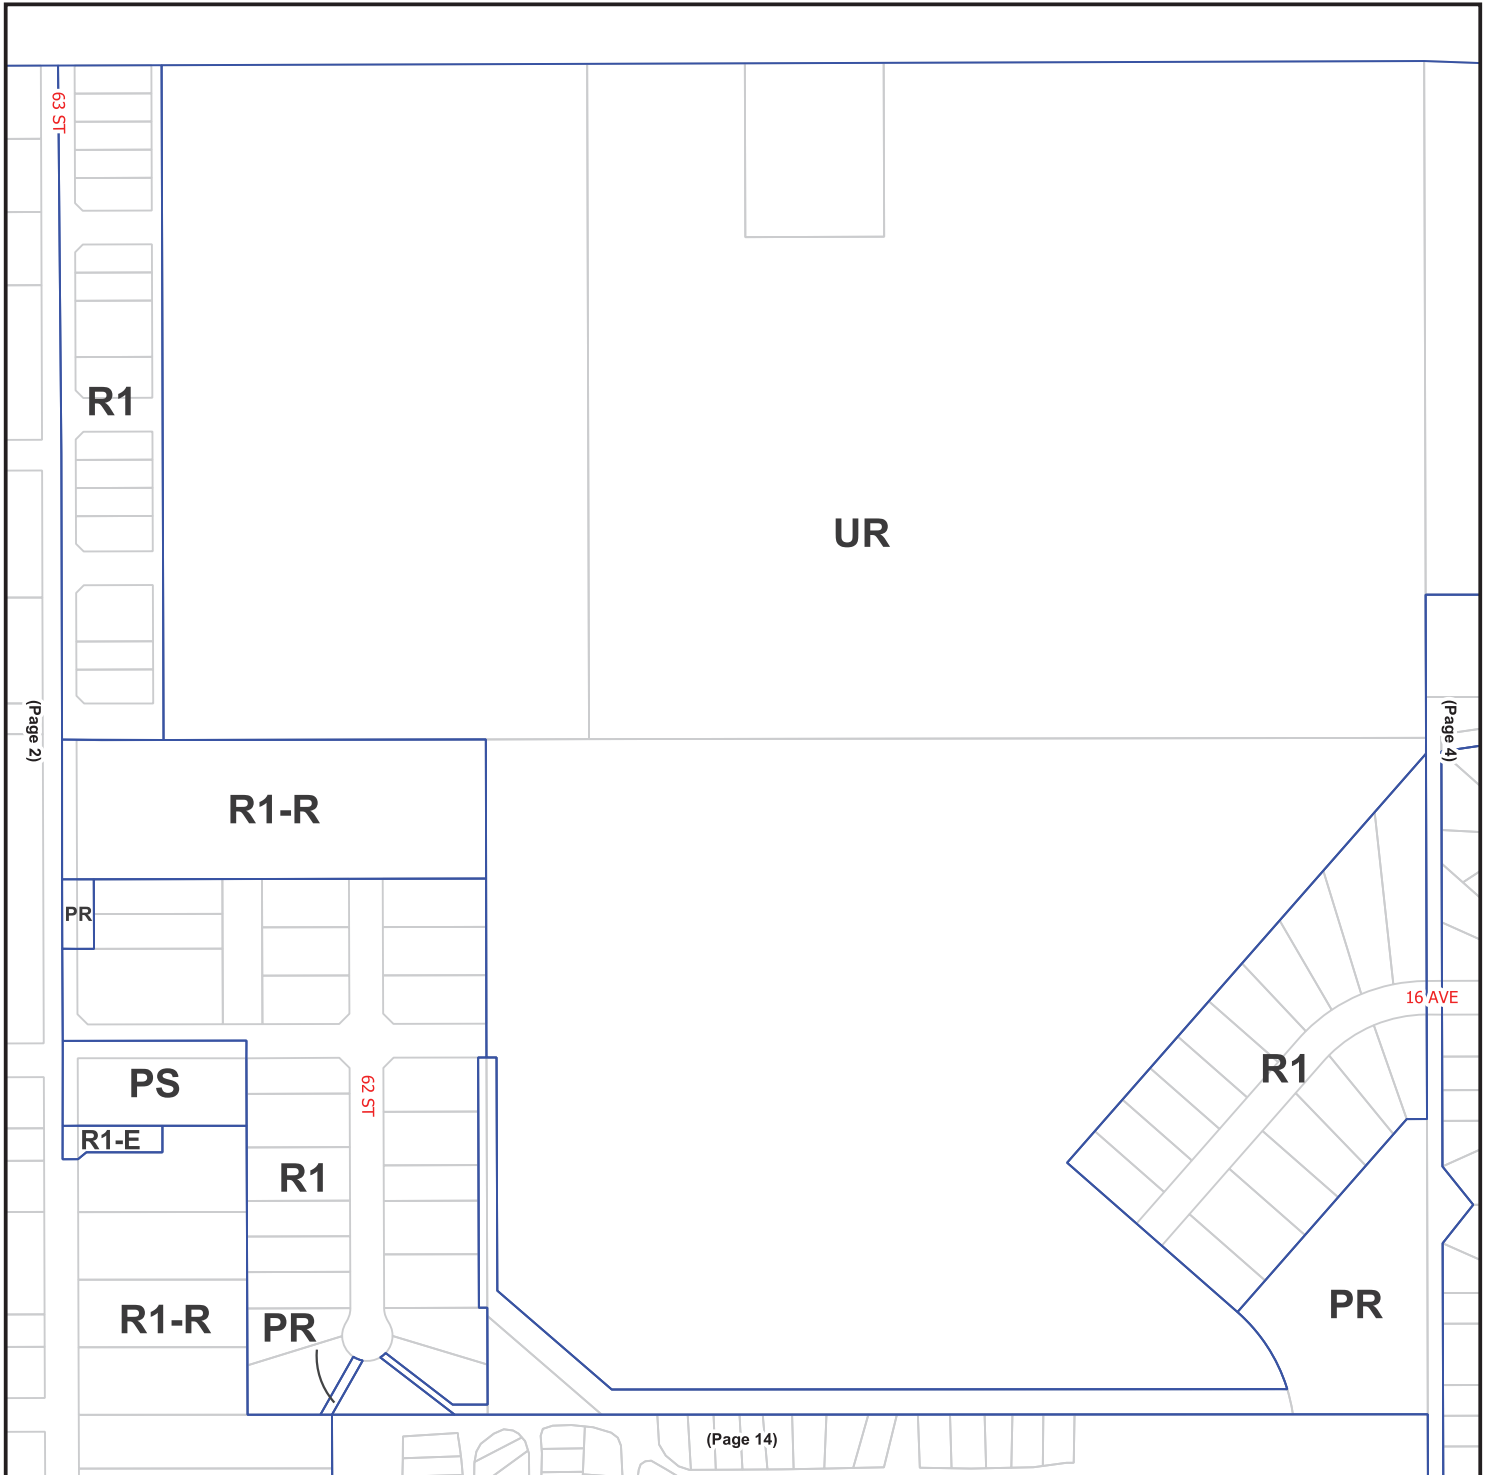 63 ST
R1
UR
(Page 2)
(Page 4)
R1-R
PR
16 AVE
PS
R1
62 ST
R1-E
R1
R1-R
PR
PR
(Page 14)